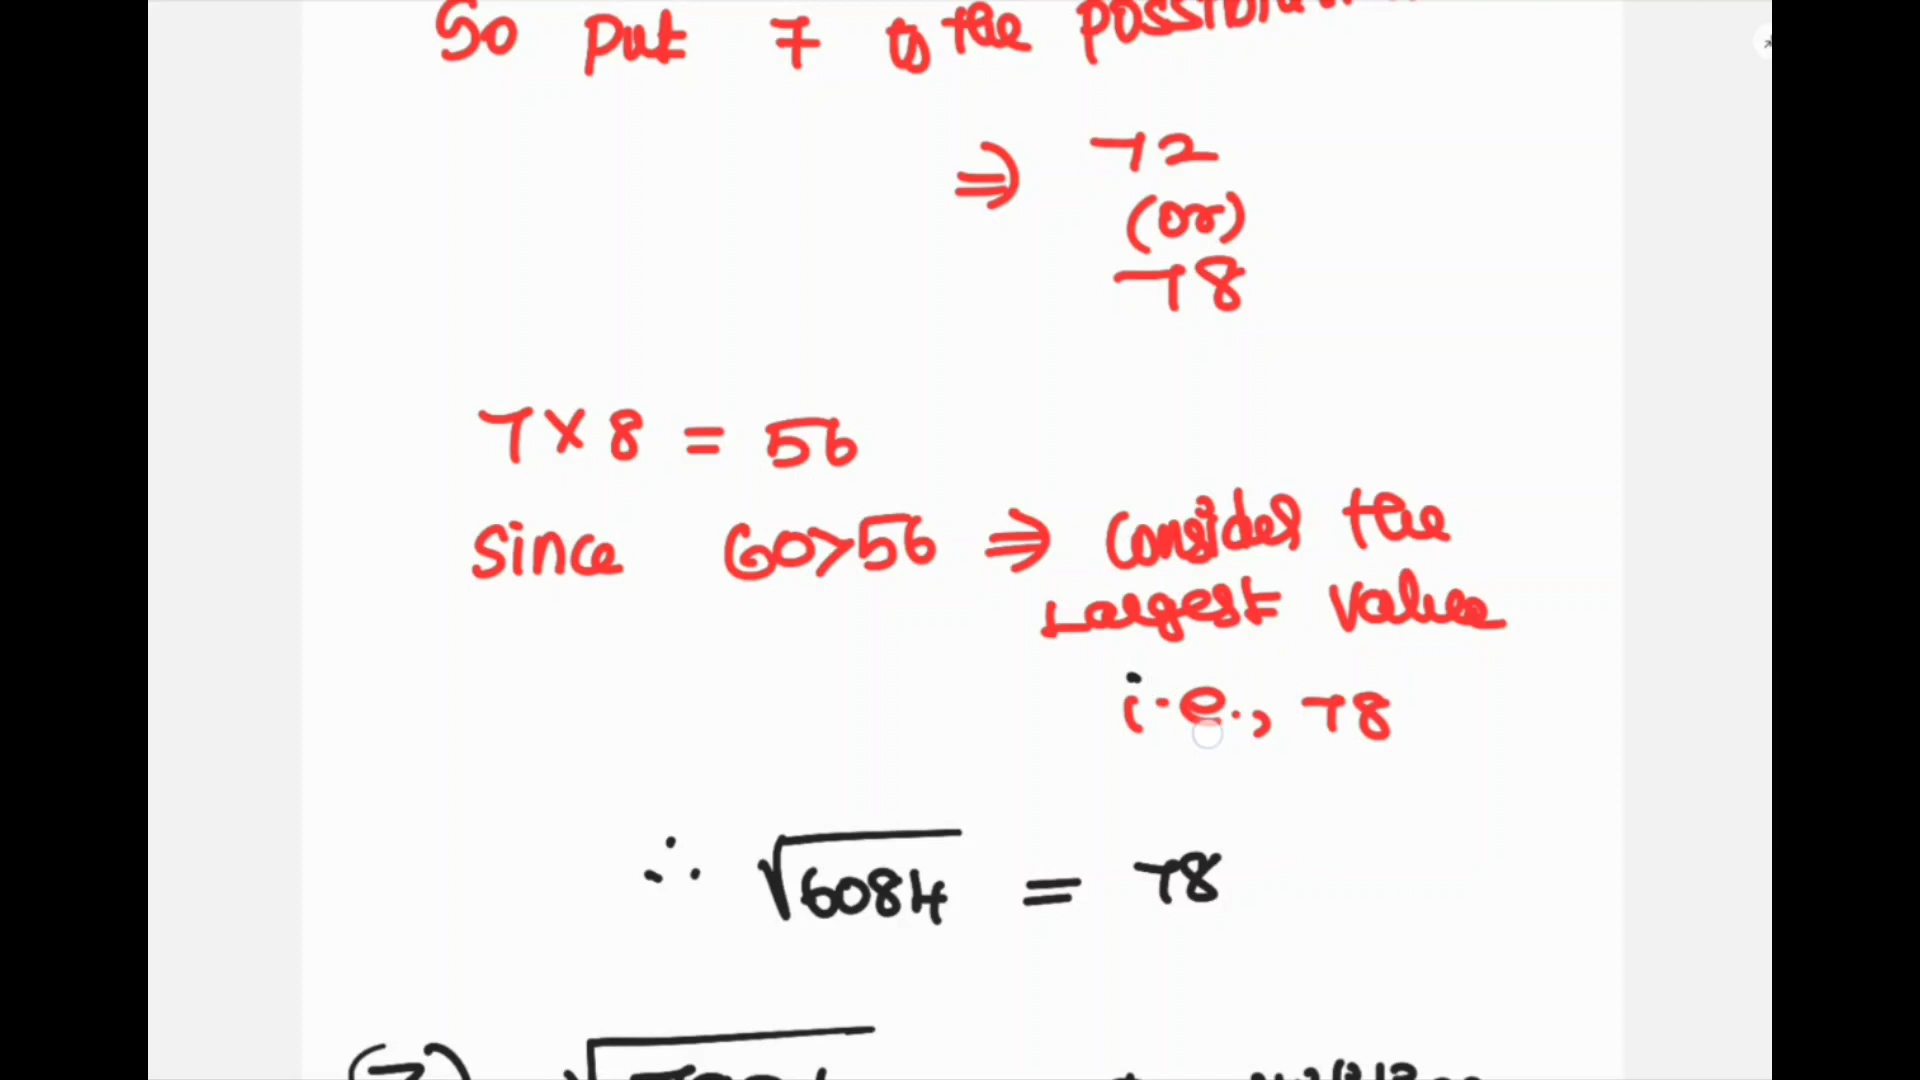 So put 7 to the
⇒ 72
(or)
78
7 × 8 = 56
Since 60>56 ⇒ Consider the
Largest value
i.e., 78
∴ √6084 = 78